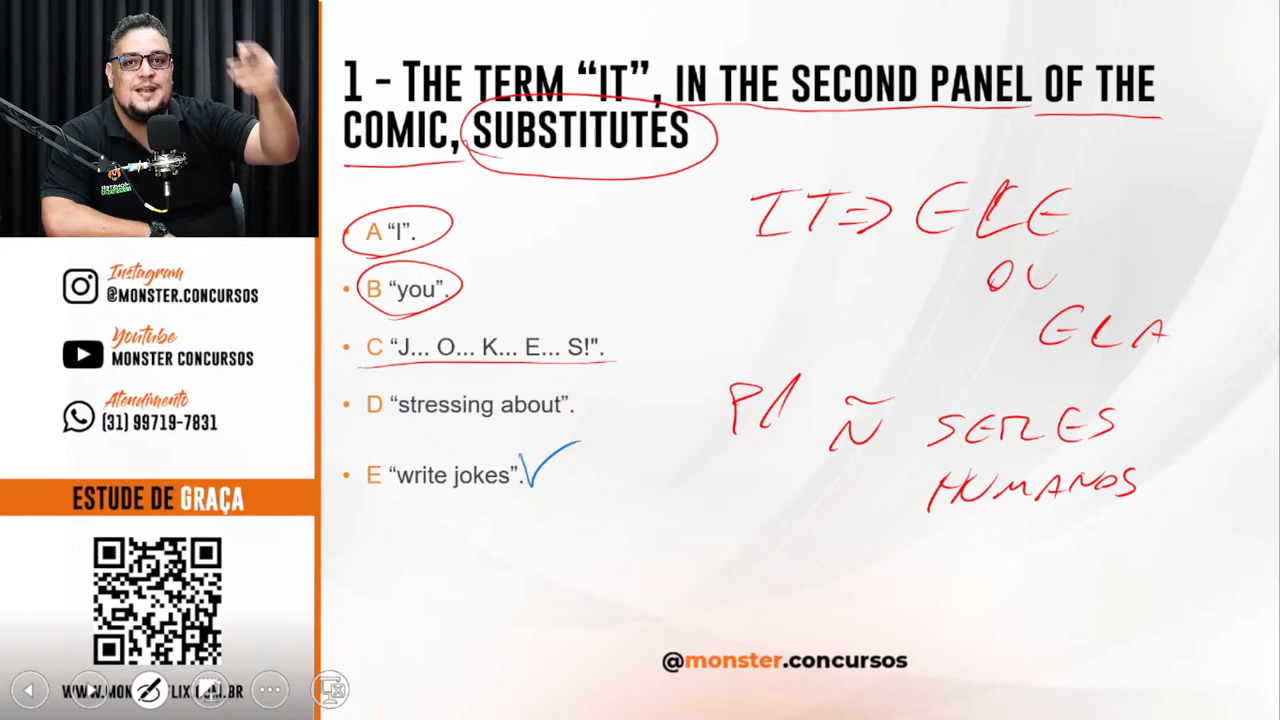 1 - THE TERM “IT”, IN THE SECOND PANEL OF THE
COMIC, SUBSTITUTES
• A “I”.
• B “you”.
• C “J... O... K... E... S!".
• D “stressing about”.
• E “write jokes”.
IT => ELE
OU
ELA
P/ Ñ SERES
HUMANOS
Instagram
@MONSTER.CONCURSOS
Youtube
MONSTER CONCURSOS
Atendimento
(31) 99719-7831
ESTUDE DE GRAÇA
@monster.concursos